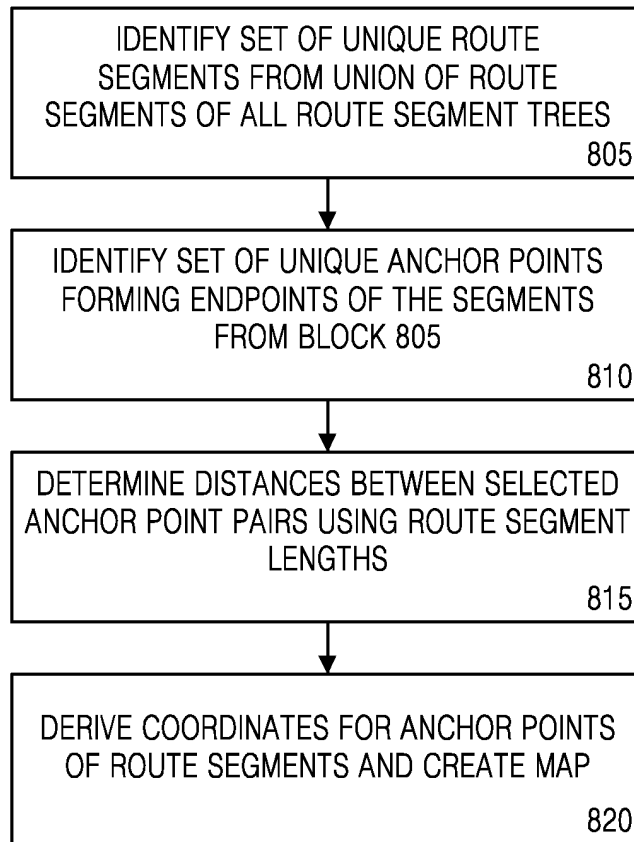 IDENTIFY SET OF UNIQUE ROUTE
SEGMENTS FROM UNION OF ROUTE
SEGMENTS OF ALL ROUTE SEGMENT TREES
805
IDENTIFY SET OF UNIQUE ANCHOR POINTS
FORMING ENDPOINTS OF THE SEGMENTS
FROM BLOCK 805
810
DETERMINE DISTANCES BETWEEN SELECTED
ANCHOR POINT PAIRS USING ROUTE SEGMENT
LENGTHS
815
DERIVE COORDINATES FOR ANCHOR POINTS
OF ROUTE SEGMENTS AND CREATE MAP
820